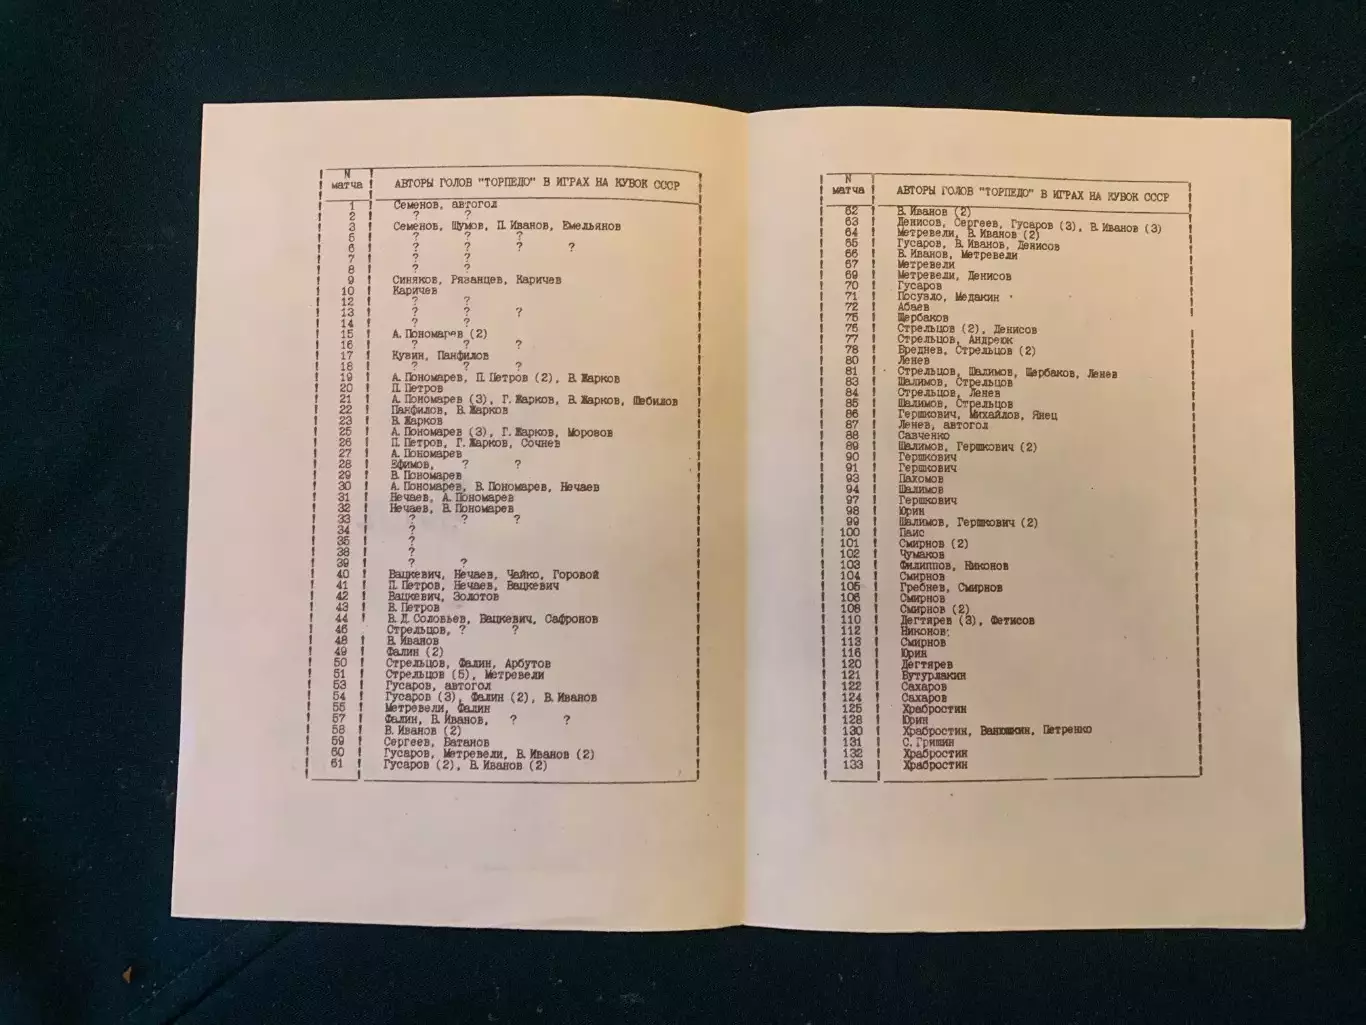 N
матча
АВТОРЫ ГОЛОВ "ТОРПЕДО" В ИГРАХ НА КУБОК СССР
1 Семенов, автогол
2 ? ?
3 Семенов, Шумов, П. Иванов, Емельянов
5 ? ? ?
6 ? ? ? ?
7 ? ?
8 ? ?
9 Синяков, Рязанцев, Каричев
10 Каричев
12 ? ?
13 ? ? ?
14 ? ?
15 А. Пономарев (2)
16 ? ? ?
17 Кузин, Панфилов
18 ? ? ?
19 А. Пономарев, П. Петров (2), В. Жарков
20 П. Петров
21 А. Пономарев (3), Г. Жарков, В. Жарков, Шебилов
22 Панфилов, В. Жарков
23 В. Жарков
25 А. Пономарев (3), Г. Жарков, Морозов
26 П. Петров, Г. Жарков, Сочнев
27 А. Пономарев
28 Ефимов, ? ?
29 В. Пономарев
30 А. Пономарев, В. Пономарев, Нечаев
31 Нечаев, А. Пономарев
32 Нечаев, В. Пономарев
33 ? ? ?
34 ?
35 ?
38 ?
39 ? ?
40 Вацкевич, Нечаев, Чайко, Горовой
41 П. Петров, Нечаев, Вацкевич
42 Вацкевич, Золотов
43 В. Петров
44 В. Д. Соловьев, Вацкевич, Сафронов
46 Стрельцов, ? ?
48 В. Иванов
49 Фалин (2)
50 Стрельцов, Фалин, Арбутов
51 Стрельцов (5), Метревели
53 Гусаров, автогол
54 Гусаров (3), Фалин (2), В. Иванов
55 Метревели, Фалин
57 Фалин, В. Иванов, ? ?
58 В. Иванов (2)
59 Сергеев, Батанов
60 Гусаров, Метревели, В. Иванов (2)
61 Гусаров (2), В. Иванов (2)
N
матча
АВТОРЫ ГОЛОВ "ТОРПЕДО" В ИГРАХ НА КУБОК СССР
62 В. Иванов (2)
63 Денисов, Сергеев, Гусаров (3), В. Иванов (3)
64 Метревели, В. Иванов (2)
65 Гусаров, В. Иванов, Денисов
66 В. Иванов, Метревели
67 Метревели
69 Метревели, Денисов
70 Гусаров
71 Посуэло, Медакин
72 Абаев
75 Щербаков
76 Стрельцов (2), Денисов
77 Стрельцов, Андреюк
78 Бреднев, Стрельцов (2)
80 Ленев
81 Стрельцов, Шалимов, Щербаков, Ленев
83 Шалимов, Стрельцов
84 Стрельцов, Ленев
85 Шалимов, Стрельцов
86 Гершкович, Михайлов, Янец
87 Ленев, автогол
88 Савченко
89 Шалимов, Гершкович (2)
90 Гершкович
91 Гершкович
93 Пахомов
94 Шалимов
97 Гершкович
98 Юрин
99 Шалимов, Гершкович (2)
100 Паис
101 Смирнов (2)
102 Чумаков
103 Филиппов, Никонов
104 Смирнов
105 Гребнев, Смирнов
106 Смирнов
108 Смирнов (2)
110 Дегтярев (3), Фетисов
112 Никонов
113 Смирнов
116 Юрин
120 Дегтярев
121 Бутурлакин
122 Сахаров
124 Сахаров
125 Храбростин
128 Юрин
130 Храбростин, Ванюшкин, Петренко
131 С. Гришин
132 Храбростин
133 Храбростин